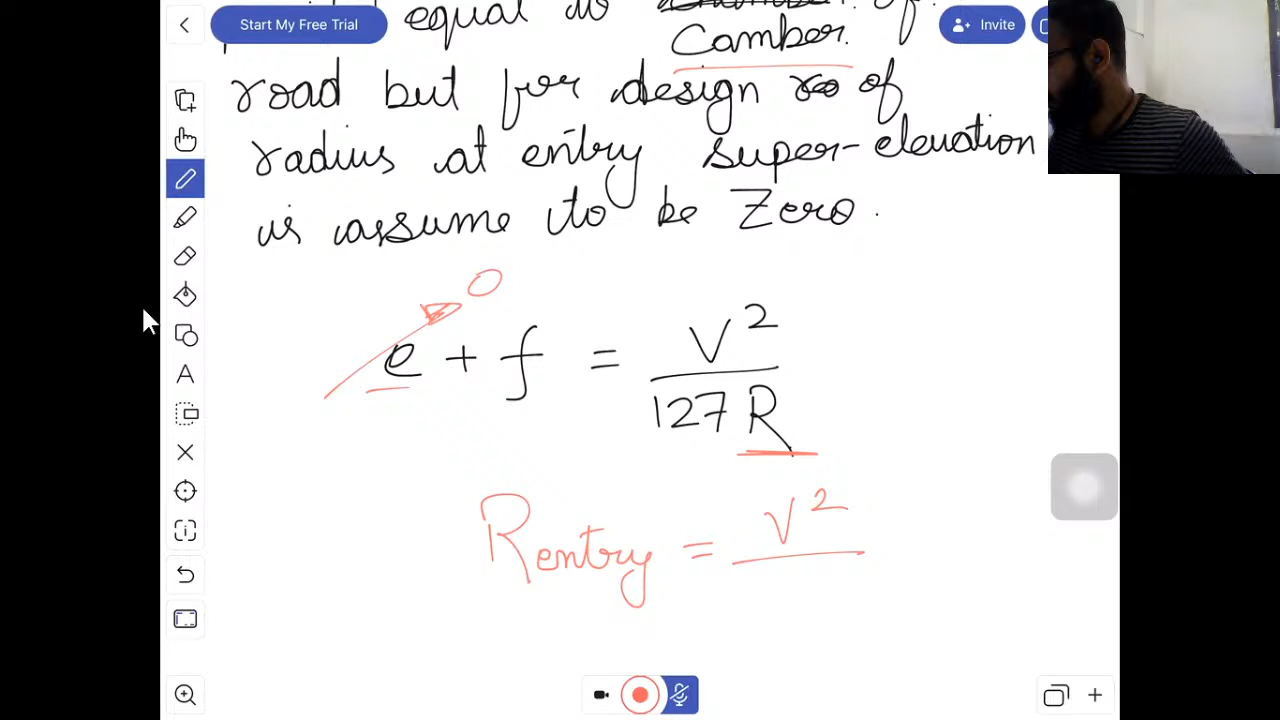 Start My Free Trial
Invite
equal to of
Camber.
road but for design of
radius at entry super-elevation
is assume to be Zero.
0
e + f = V²
127 R
Rentry = V²